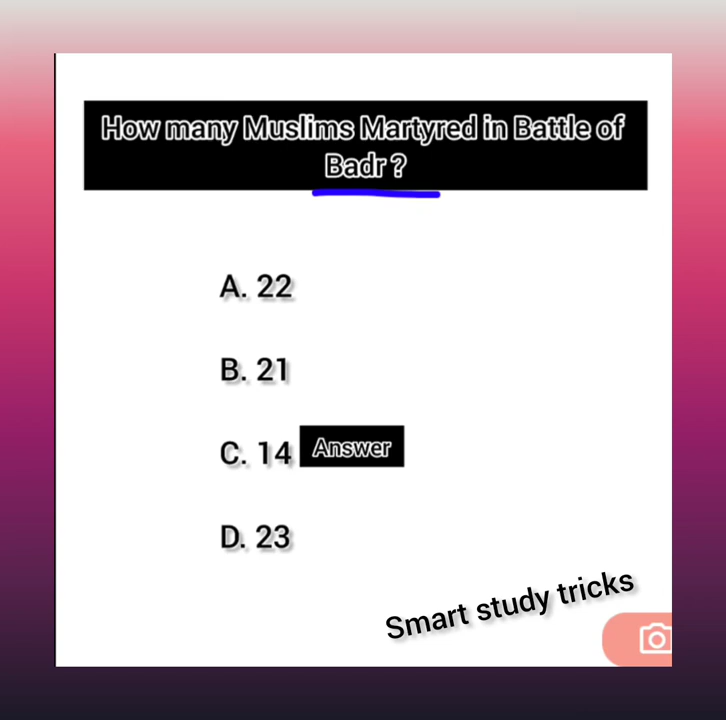 How many Muslims Martyred in Battle of
Badr ?
A. 22
B. 21
C. 14 Answer
D. 23
Smart study tricks